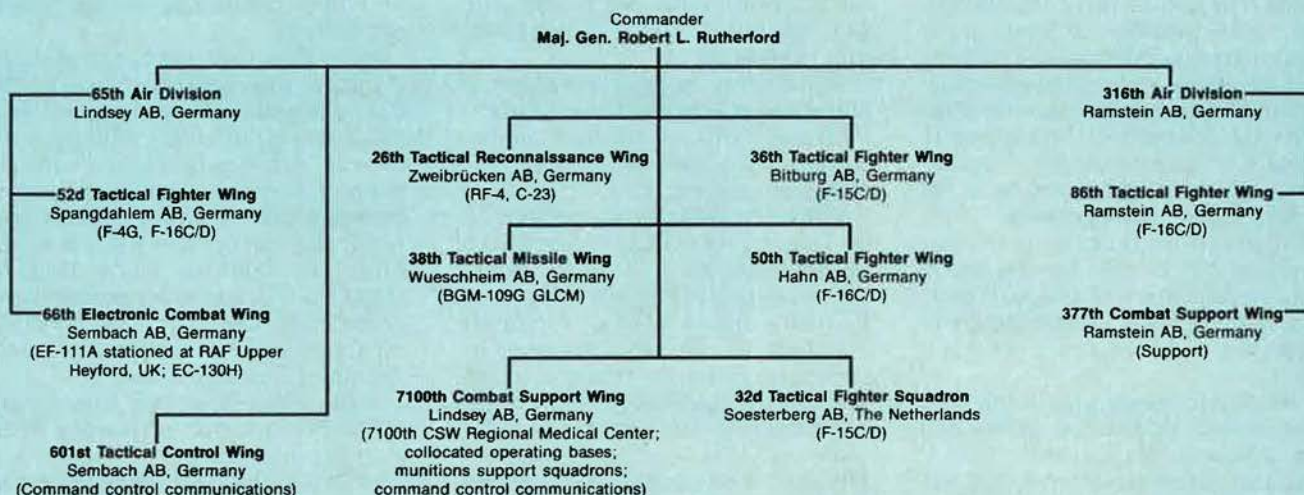 Commander
Maj. Gen. Robert L. Rutherford
65th Air Division
Lindsey AB, Germany
316th Air Division
Ramstein AB, Germany
26th Tactical Reconnaissance Wing
Zweibrücken AB, Germany
(RF-4, C-23)
36th Tactical Fighter Wing
Bitburg AB, Germany
(F-15C/D)
52d Tactical Fighter Wing
Spangdahlem AB, Germany
(F-4G, F-16C/D)
86th Tactical Fighter Wing
Ramstein AB, Germany
(F-16C/D)
38th Tactical Missile Wing
Wueschheim AB, Germany
(BGM-109G GLCM)
50th Tactical Fighter Wing
Hahn AB, Germany
(F-16C/D)
66th Electronic Combat Wing
Sembach AB, Germany
(EF-111A stationed at RAF Upper
Heyford, UK; EC-130H)
377th Combat Support Wing
Ramstein AB, Germany
(Support)
7100th Combat Support Wing
Lindsey AB, Germany
(7100th CSW Regional Medical Center;
collocated operating bases;
munitions support squadrons;
command control communications)
32d Tactical Fighter Squadron
Soesterberg AB, The Netherlands
(F-15C/D)
601st Tactical Control Wing
Sembach AB, Germany
(Command control communications)